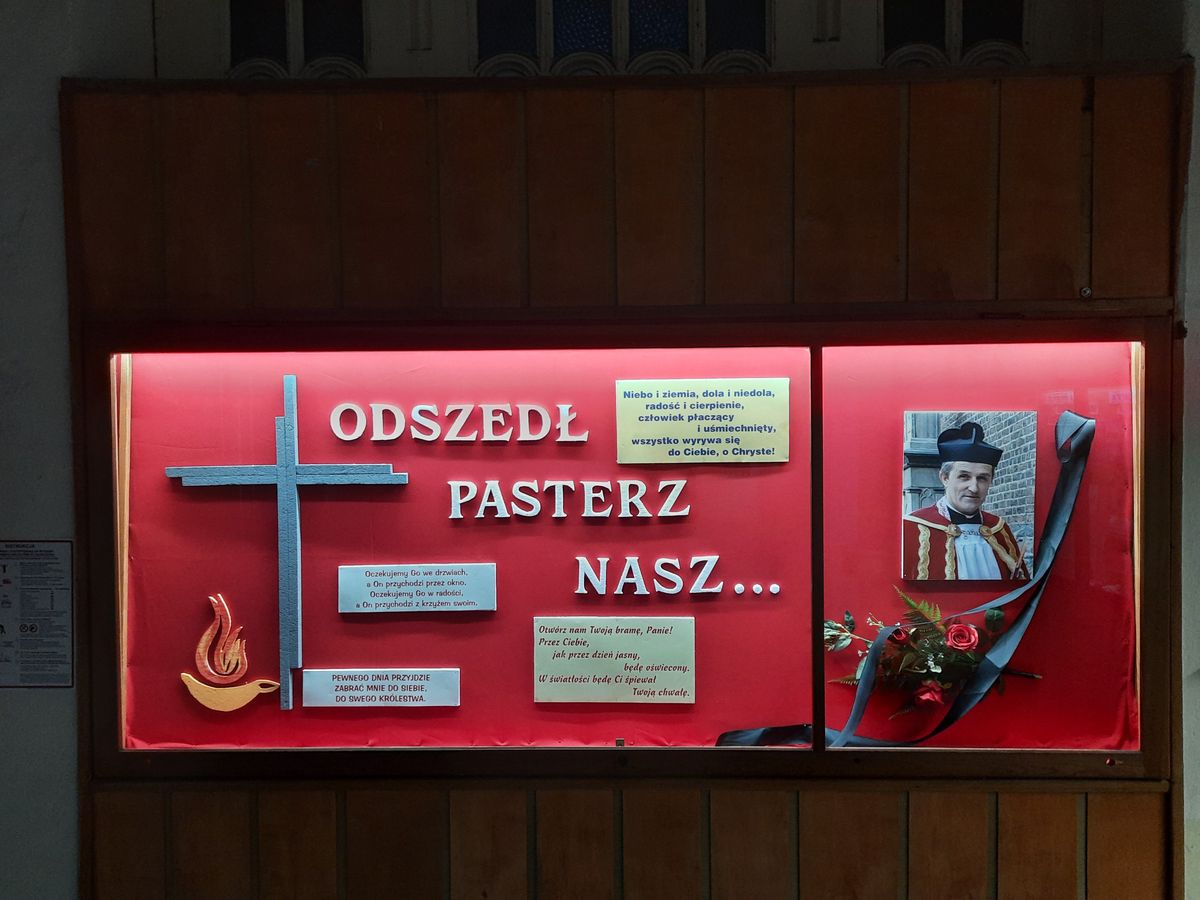 ODSZEDŁ
PASTERZ
NASZ...
Niebo i ziemia, dola i niedola,
radość i cierpienie,
człowiek płaczący
i uśmiechnięty,
wszystko wyrywa się
do Ciebie, o Chryste!
Oczekujemy Go we drzwiach,
a On przychodzi przez okno.
Oczekujemy Go w radości,
a On przychodzi z krzyżem swoim.
Otwórz nam Twoją bramę, Panie!
Przez Ciebie,
jak przez dzień jasny,
będę oświecony.
W światłości będę Ci śpiewał
Twoją chwałę.
PEWNEGO DNIA PRZYJDZIE
ZABRAĆ MNIE DO SIEBIE,
DO SWEGO KRÓLESTWA.